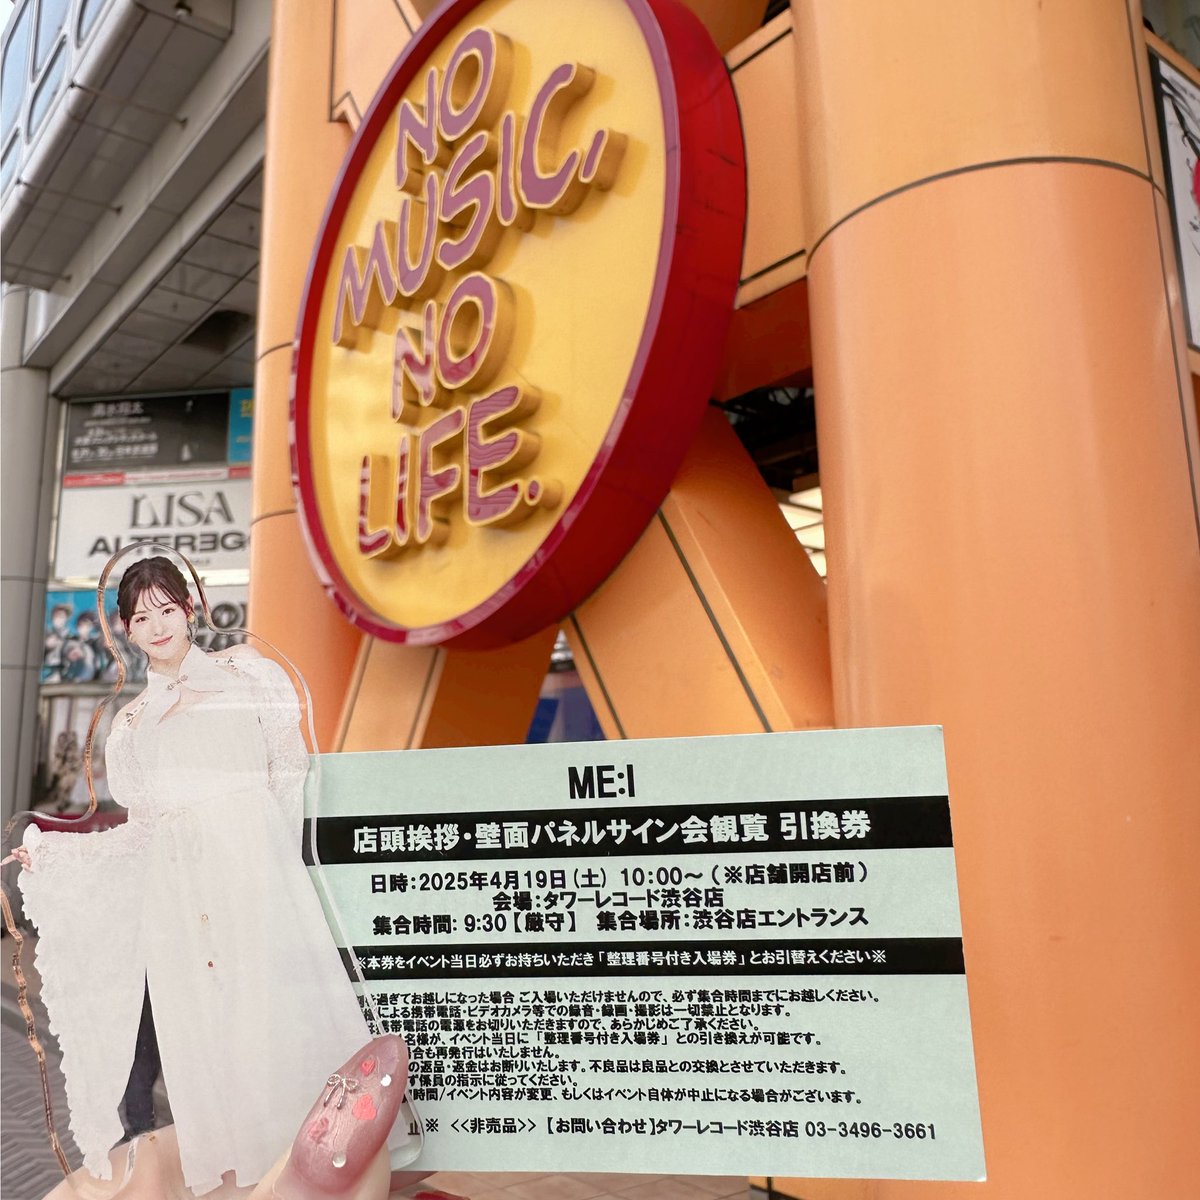 NO
MUSIC,
NO
LIFE.
LISA
ALTER3G
ME:I
店頭挨拶・壁面パネルサイン会観覧 引換券
日時:2025年4月19日(土) 10:00～(※店舗開店前)
会場:タワーレコード渋谷店
集合時間: 9:30【厳守】 集合場所:渋谷店エントランス
※本券をイベント当日必ずお持ちいただき「整理番号付き入場券」とお引替えください※
過ぎてお越しになった場合 ご入場いただけませんので、必ず集合時間までにお越しください。
による携帯電話・ビデオカメラ等での録音・録画・撮影は一切禁止となります。
携帯電話の電源をお切りいただきますので、あらかじめご了承ください。
名様が、イベント当日に「整理番号付き入場券」との引き換えが可能です。
場合も再発行はいたしません。
の返品・返金はお断りいたします。不良品は良品との交換とさせていただきます。
ず係員の指示に従ってください。
時間/イベント内容が変更、もしくはイベント自体が中止になる場合がございます。
止※ <<非売品>>【お問い合わせ】タワーレコード渋谷店 03-3496-3661